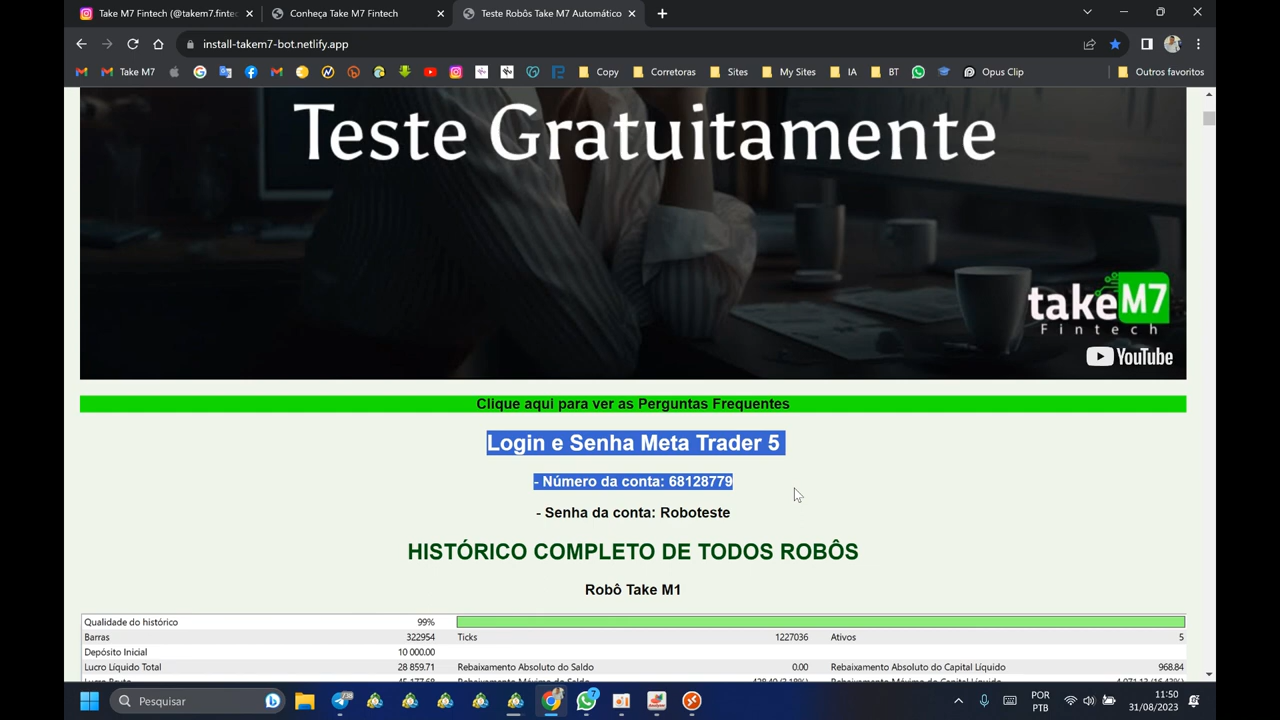 Take M7 Fintech (@takem7.fintec
Conheça Take M7 Fintech
Teste Robôs Take M7 Automático
install-takem7-bot.netlify.app
Take M7
Copy
Corretoras
Sites
My Sites
IA
BT
Opus Clip
Outros favoritos
Teste Gratuitamente
takeM7
Fintech
YouTube
Clique aqui para ver as Perguntas Frequentes
Login e Senha Meta Trader 5
- Número da conta: 68128779
- Senha da conta: Roboteste
HISTÓRICO COMPLETO DE TODOS ROBÔS
Robô Take M1
Qualidade do histórico 99%
Barras 322954 Ticks 1227036 Ativos 5
Depósito Inicial 10 000.00
Lucro Líquido Total 28 859.71 Rebaixamento Absoluto do Saldo 0.00 Rebaixamento Absoluto do Capital Líquido 968.84
Pesquisar
POR
PTB
11:50
31/08/2023